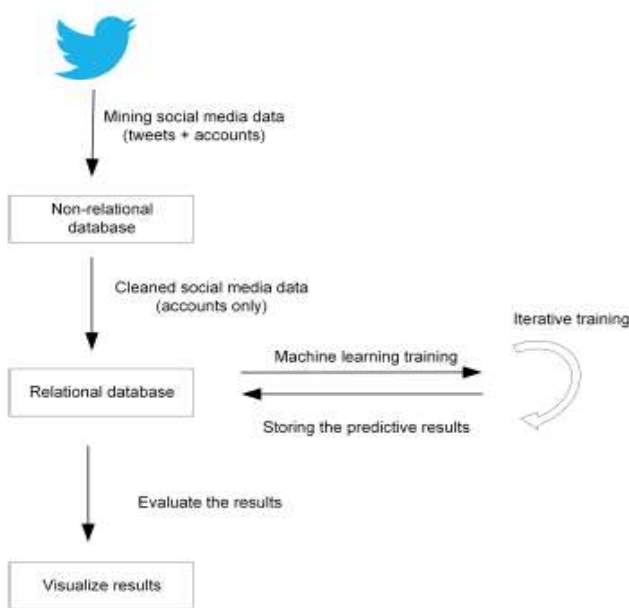 Mining social media data
(tweets + accounts)
Non-relational
database
Cleaned social media data
(accounts only)
Iterative training
Machine learning training
Relational database
Storing the predictive results
Evaluate the results
Visualize results